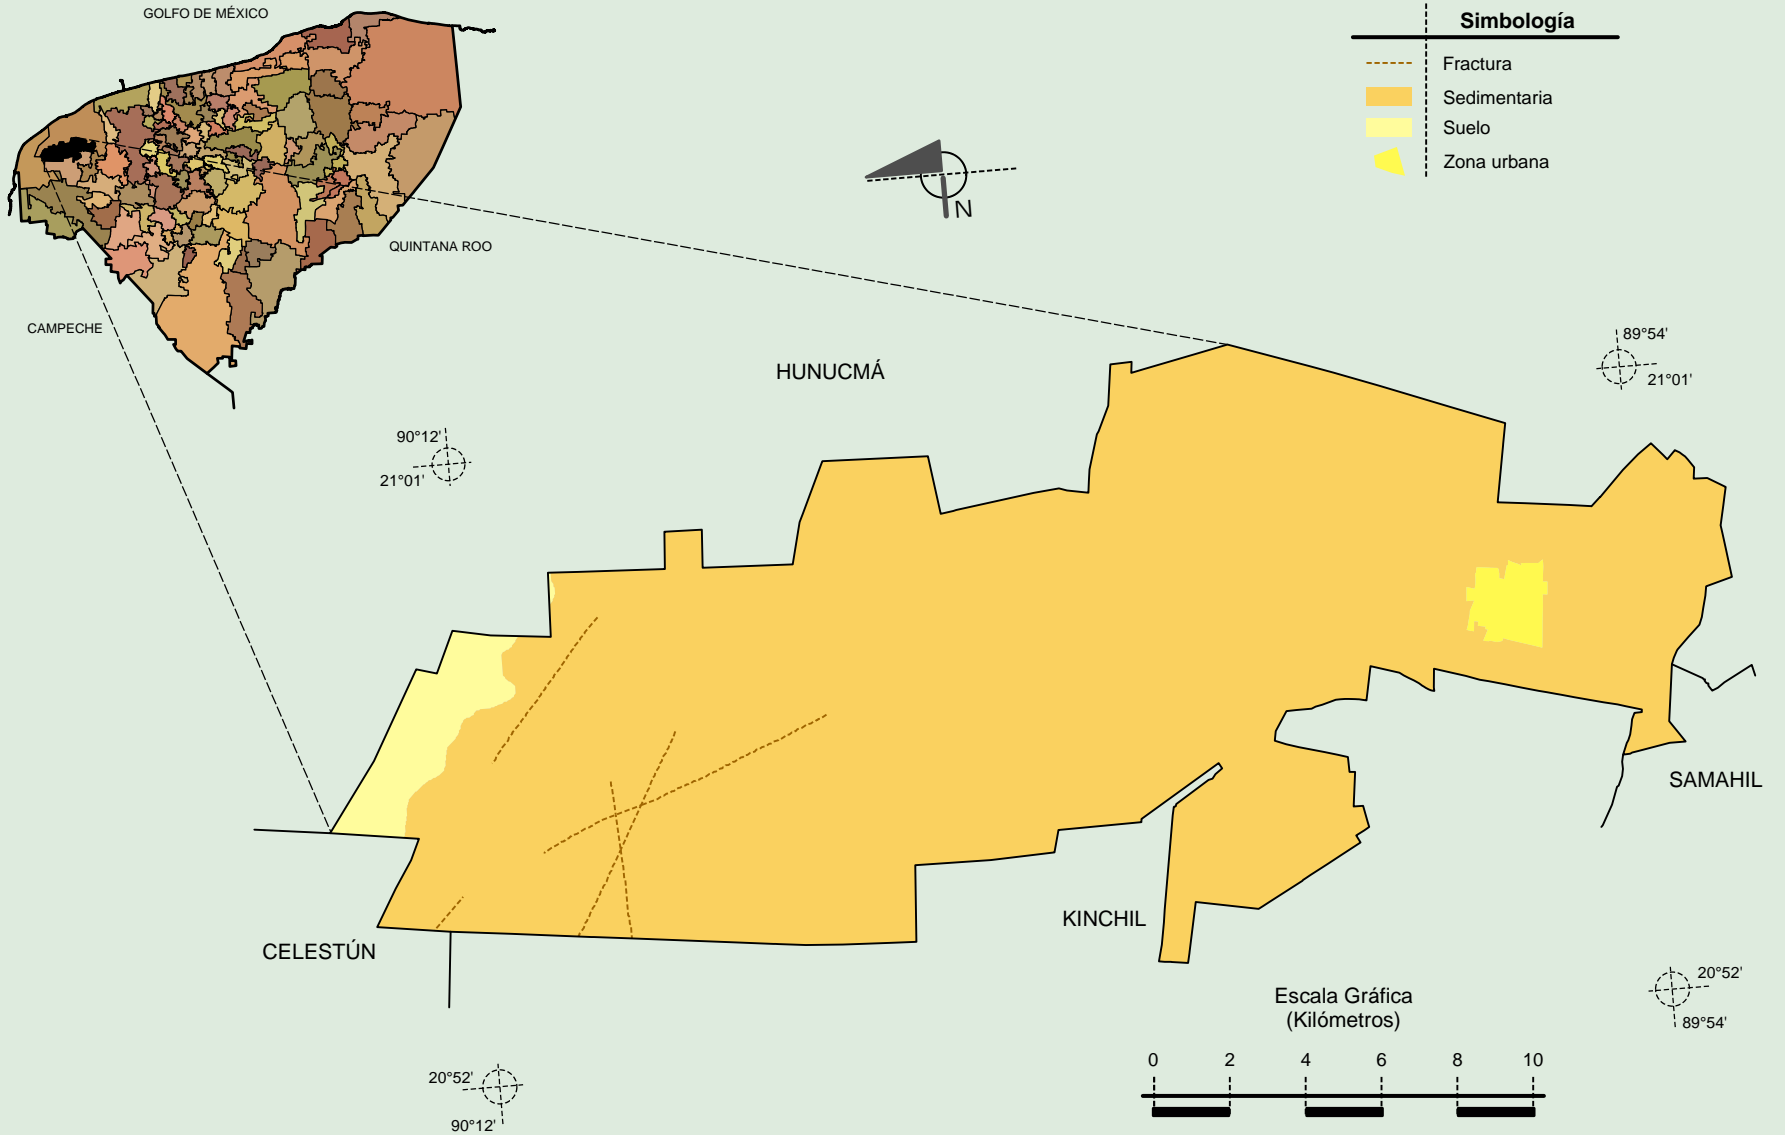 GOLFO DE MÉXICO
QUINTANA ROO
CAMPECHE
Simbología
Fractura
Sedimentaria
Suelo
Zona urbana
N
HUNUCMÁ
89°54'
21°01'
90°12'
21°01'
SAMAHIL
KINCHIL
CELESTÚN
20°52'
89°54'
20°52'
90°12'
Escala Gráfica
(Kilómetros)
0 2 4 6 8 10